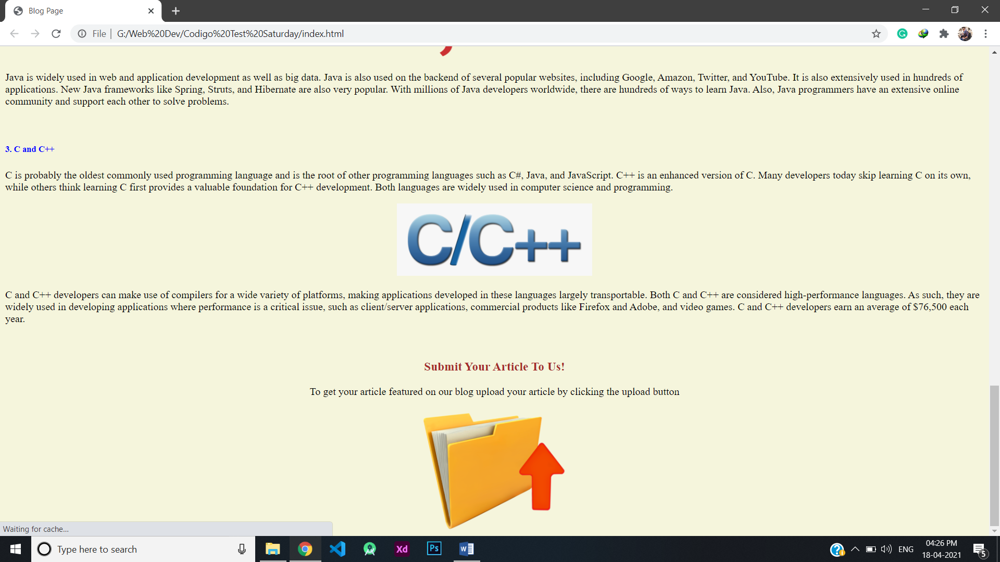 Blog Page
File | G:/Web%20Dev/Codigo%20Test%20Saturday/index.html
Java is widely used in web and application development as well as big data. Java is also used on the backend of several popular websites, including Google, Amazon, Twitter, and YouTube. It is also extensively used in hundreds of
applications. New Java frameworks like Spring, Struts, and Hibernate are also very popular. With millions of Java developers worldwide, there are hundreds of ways to learn Java. Also, Java programmers have an extensive online
community and support each other to solve problems.
3. C and C++
C is probably the oldest commonly used programming language and is the root of other programming languages such as C#, Java, and JavaScript. C++ is an enhanced version of C. Many developers today skip learning C on its own,
while others think learning C first provides a valuable foundation for C++ development. Both languages are widely used in computer science and programming.
C/C++
C and C++ developers can make use of compilers for a wide variety of platforms, making applications developed in these languages largely transportable. Both C and C++ are considered high-performance languages. As such, they are
widely used in developing applications where performance is a critical issue, such as client/server applications, commercial products like Firefox and Adobe, and video games. C and C++ developers earn an average of $76,500 each
year.
Submit Your Article To Us!
To get your article featured on our blog upload your article by clicking the upload button
Waiting for cache...
Type here to search
Xd
Ps
W
ENG
04:26 PM
18-04-2021
5